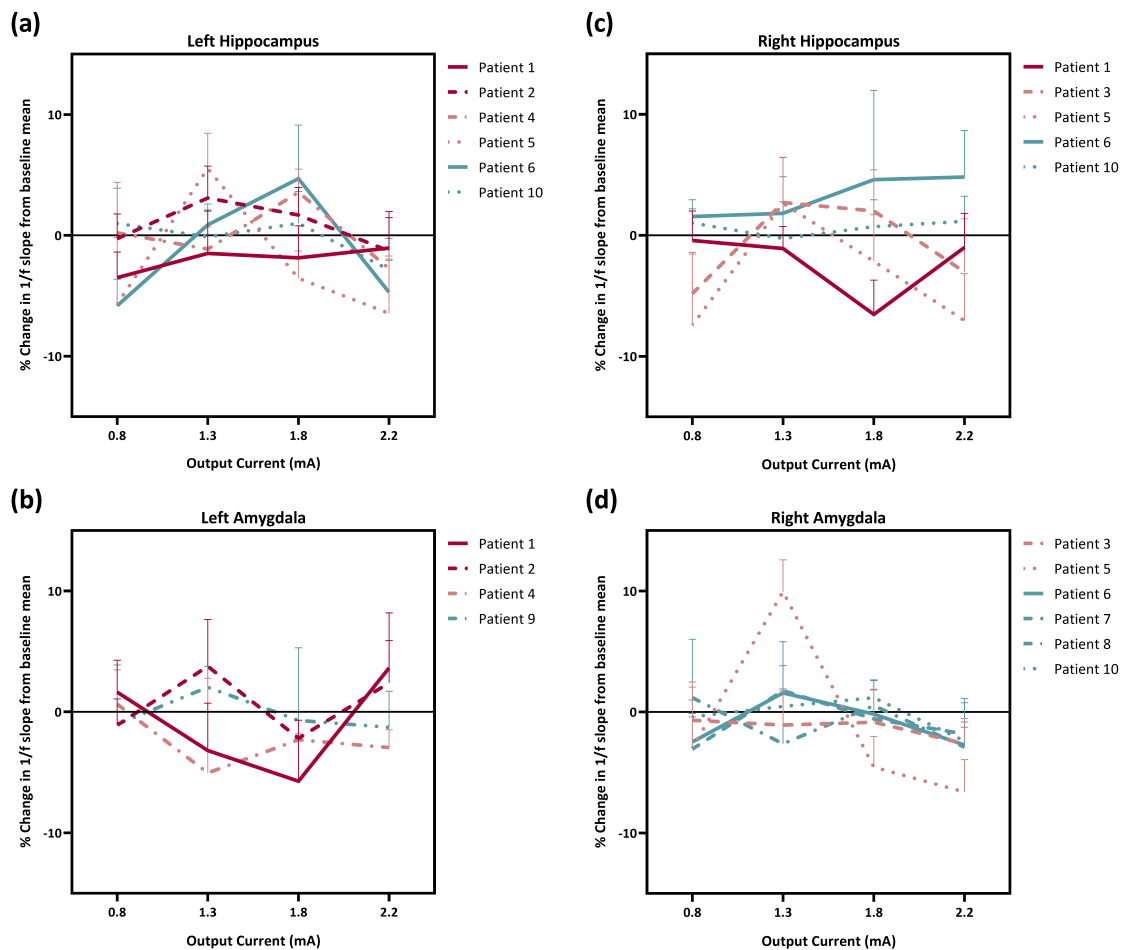 (a)
Left Hippocampus
% Change in 1/f slope from baseline mean
10
0
-10
0.8 1.3 1.8 2.2
Output Current (mA)
Patient 1
Patient 2
Patient 4
Patient 5
Patient 6
Patient 10
(c)
Right Hippocampus
% Change in 1/f slope from baseline mean
10
0
-10
0.8 1.3 1.8 2.2
Output Current (mA)
Patient 1
Patient 3
Patient 5
Patient 6
Patient 10
(b)
Left Amygdala
% Change in 1/f slope from baseline mean
10
0
-10
0.8 1.3 1.8 2.2
Output Current (mA)
Patient 1
Patient 2
Patient 4
Patient 9
(d)
Right Amygdala
% Change in 1/f slope from baseline mean
10
0
-10
0.8 1.3 1.8 2.2
Output Current (mA)
Patient 3
Patient 5
Patient 6
Patient 7
Patient 8
Patient 10